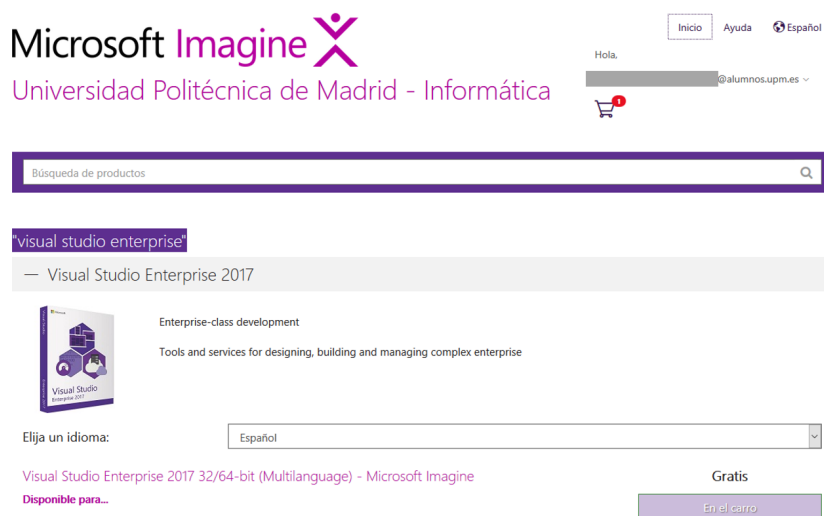 Microsoft Imagine
Universidad Politécnica de Madrid - Informática
Inicio Ayuda Español
Hola,
@alumnos.upm.es
1
Búsqueda de productos
"visual studio enterprise"
— Visual Studio Enterprise 2017
Enterprise-class development
Tools and services for designing, building and managing complex enterprise
Visual Studio
Enterprise 2017
Elija un idioma:
Español
Visual Studio Enterprise 2017 32/64-bit (Multilanguage) - Microsoft Imagine
Gratis
Disponible para...
En el carro